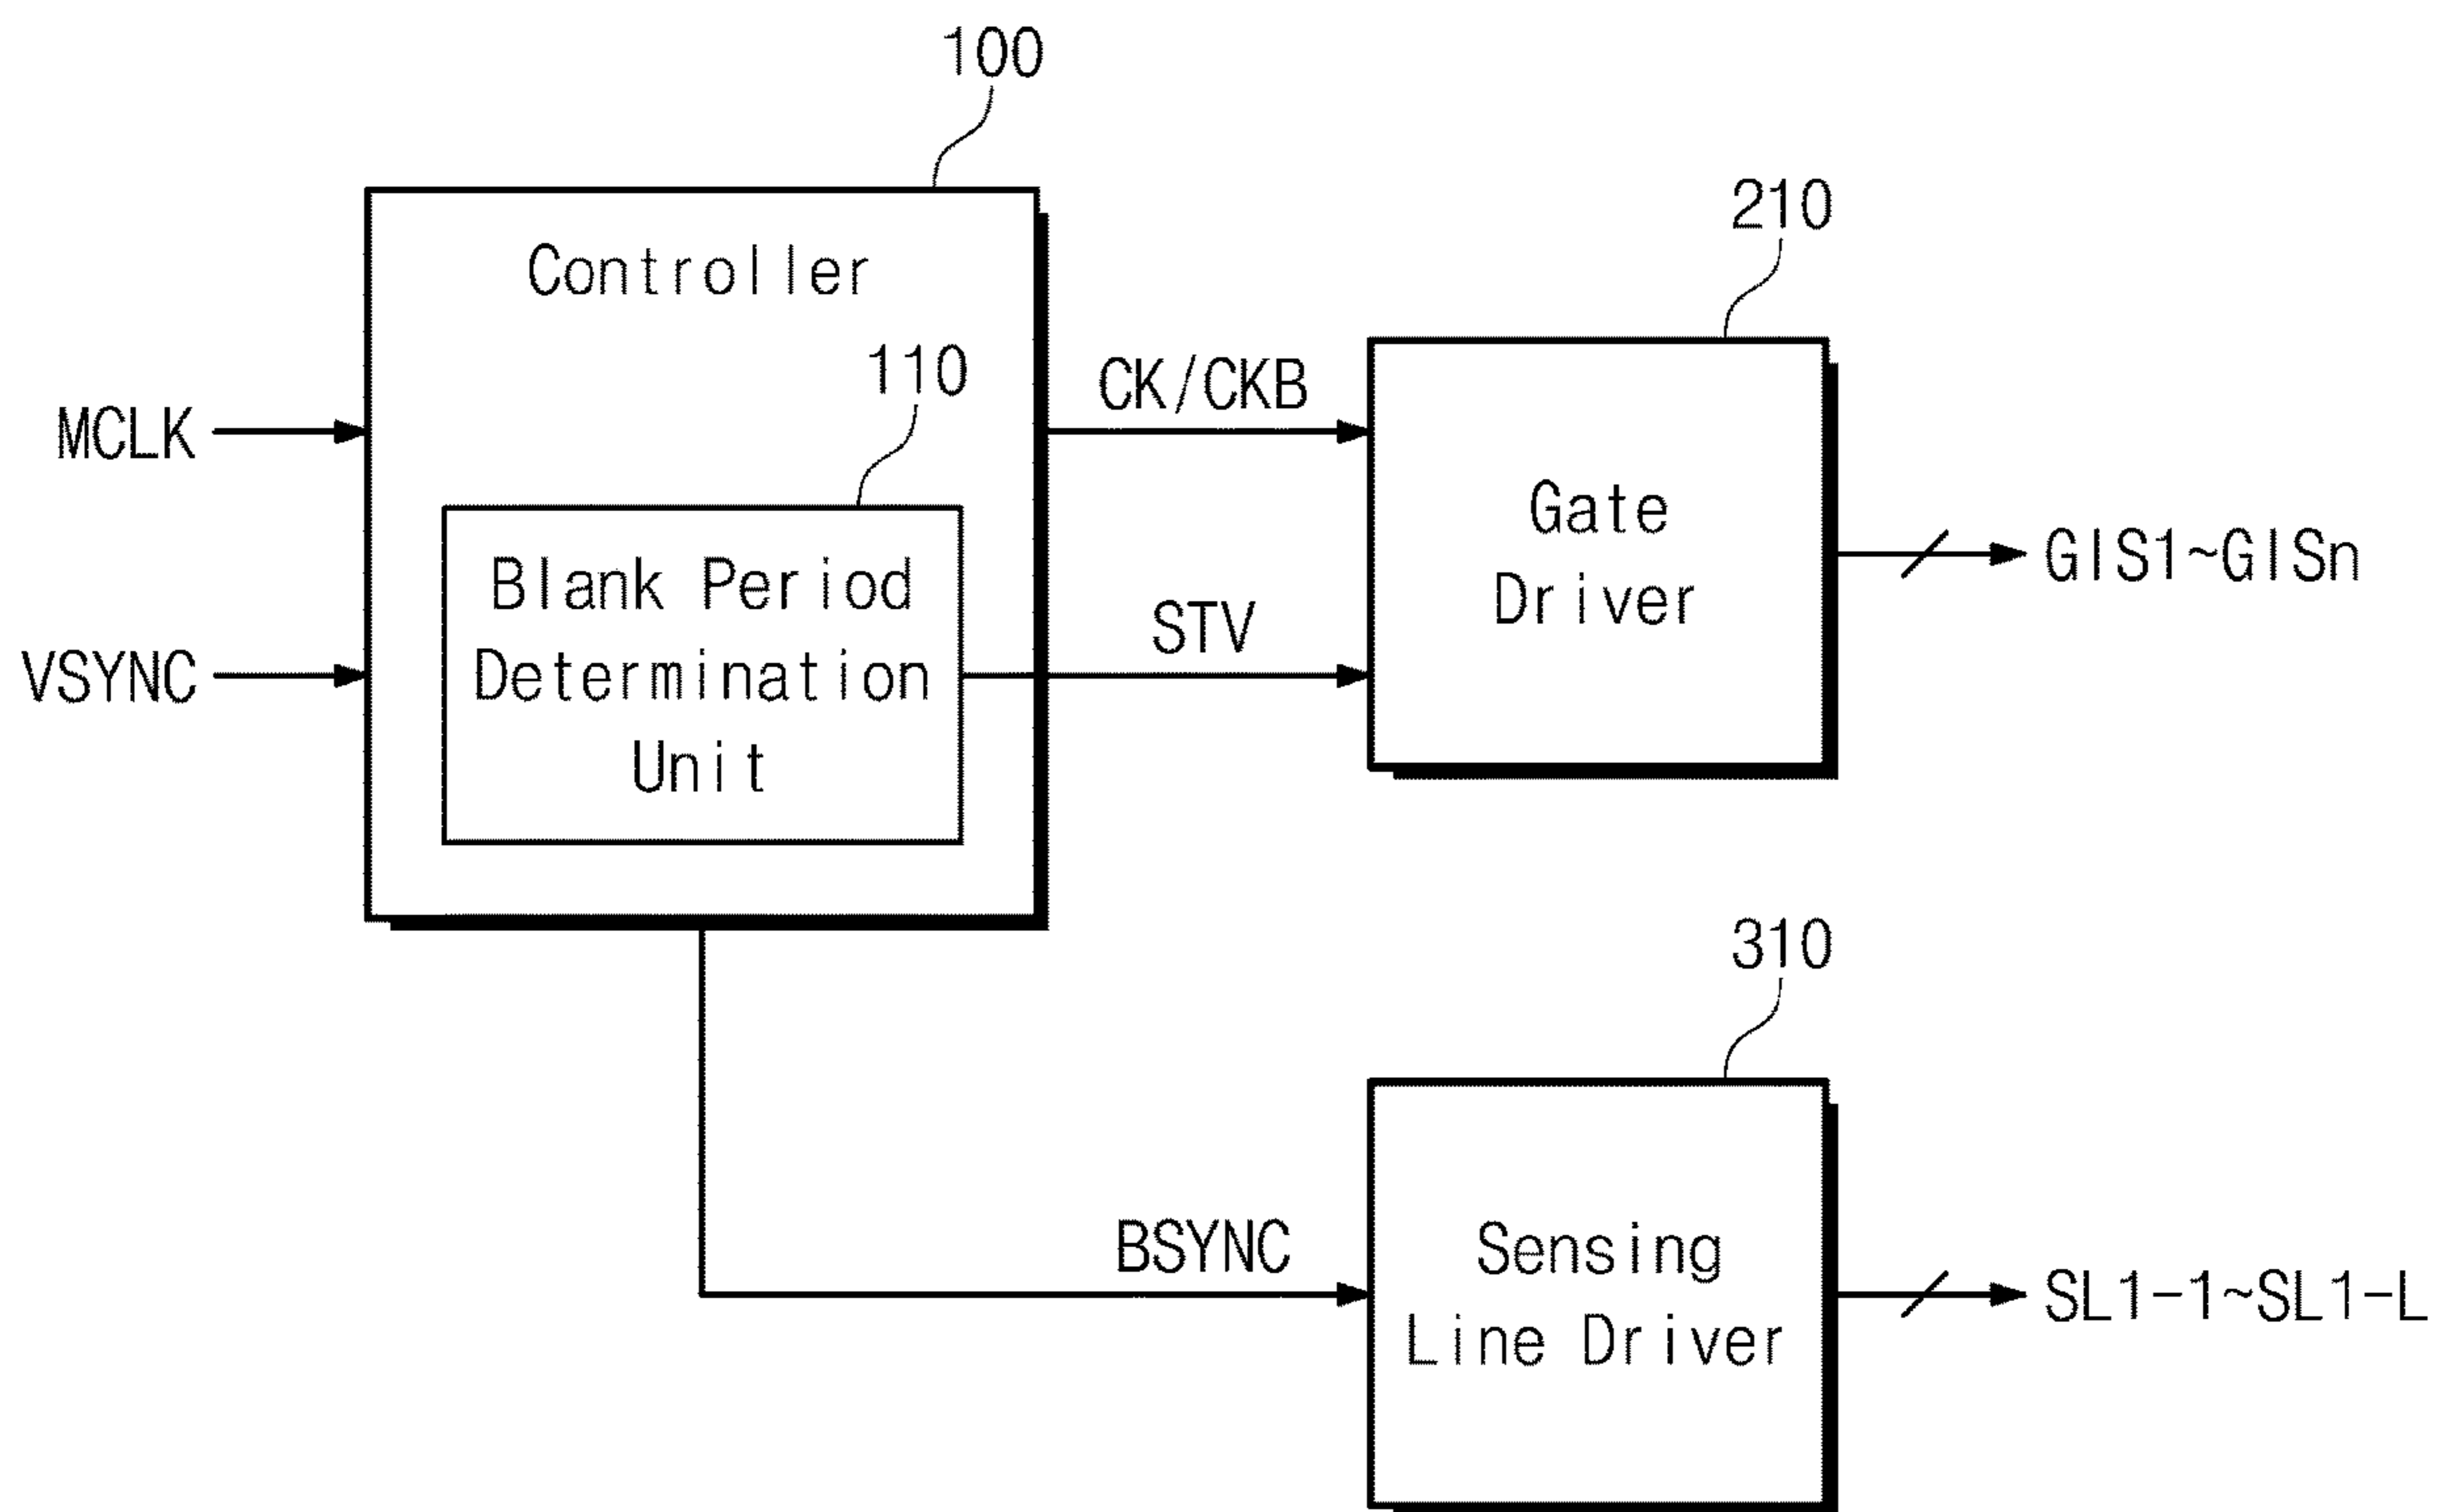 100
Controller
210
110
CK/CKB
MCLK
Gate
Driver
GIS1~GISn
Blank Period
Determination
Unit
STV
VSYNC
310
BSYNC
Sensing
Line Driver
SL1-1~SL1-L